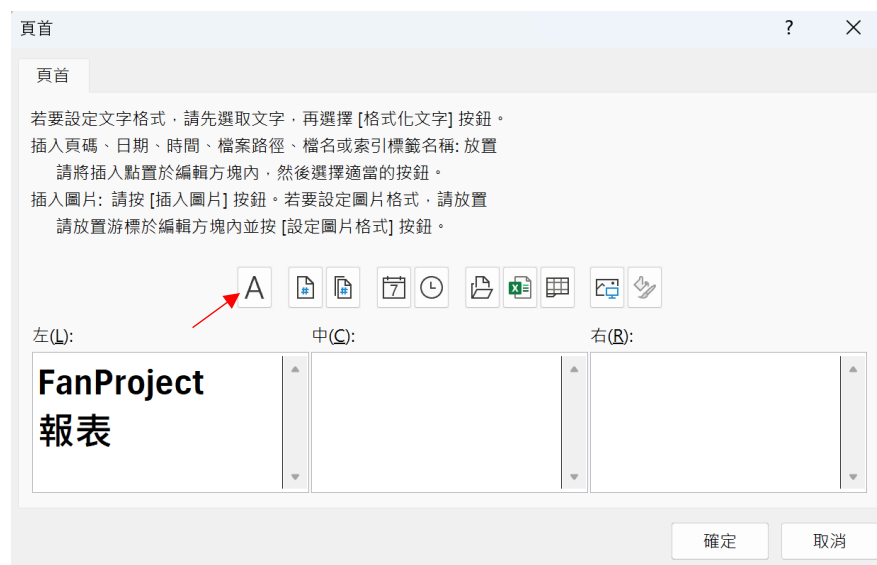 頁首
?
頁首
若要設定文字格式，請先選取文字，再選擇 [格式化文字] 按鈕。
插入頁碼、日期、時間、檔案路徑、檔名或索引標籤名稱: 放置
請將插入點置於編輯方塊內，然後選擇適當的按鈕。
插入圖片: 請按 [插入圖片] 按鈕。若要設定圖片格式，請放置
請放置游標於編輯方塊內並按 [設定圖片格式] 按鈕。
A # # 7 X
左(L): 中(C): 右(R):
FanProject
報表
確定 取消